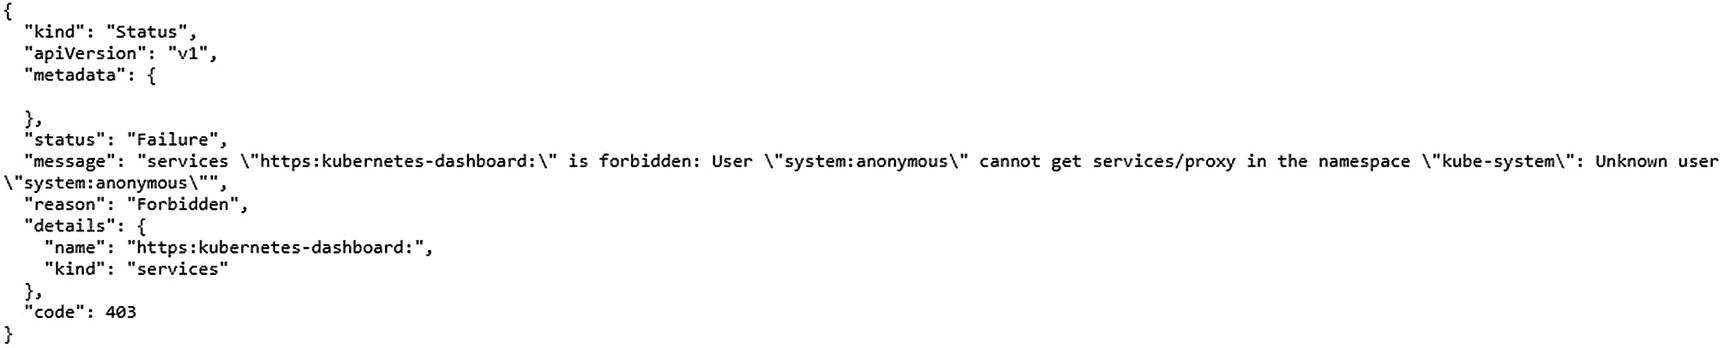 {
  "kind": "Status",
  "apiVersion": "v1",
  "metadata": {

  },
  "status": "Failure",
  "message": "services \"https:kubernetes-dashboard:\" is forbidden: User \"system:anonymous\" cannot get services/proxy in the namespace \"kube-system\": Unknown user
\"system:anonymous\"",
  "reason": "Forbidden",
  "details": {
    "name": "https:kubernetes-dashboard:",
    "kind": "services"
  },
  "code": 403
}